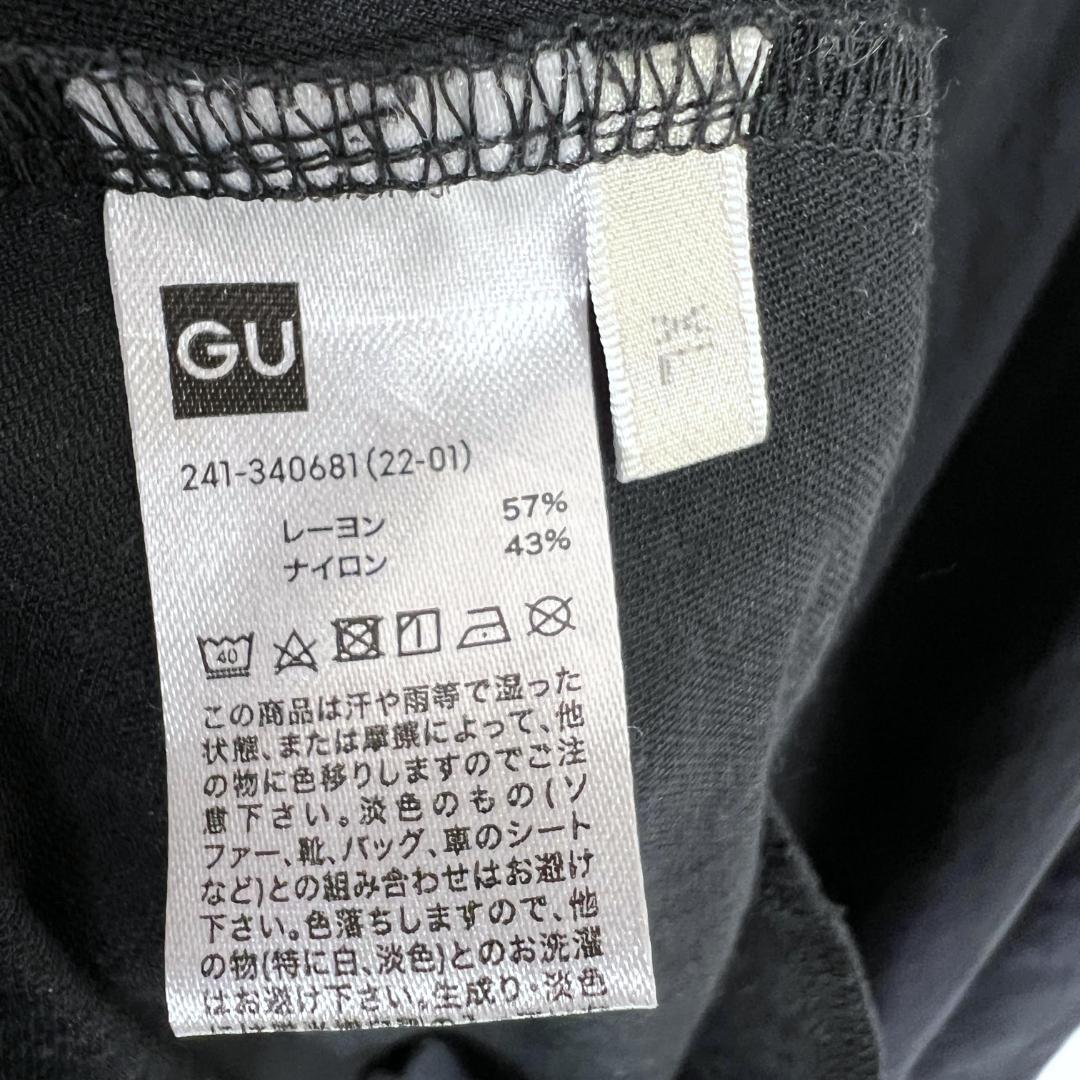 GU
XL
241-340681(22-01)
レーヨン 57%
ナイロン 43%
40
この商品は汗や雨等で湿った
状態、または摩擦によって、他
の物に色移りしますのでご注
意下さい。淡色のもの(ソ
ファー、靴、バッグ、車のシート
など)との組み合わせはお避け
下さい。色落ちしますので、他
の物(特に白、淡色)とのお洗濯
はお避け下さい。生成り・淡色